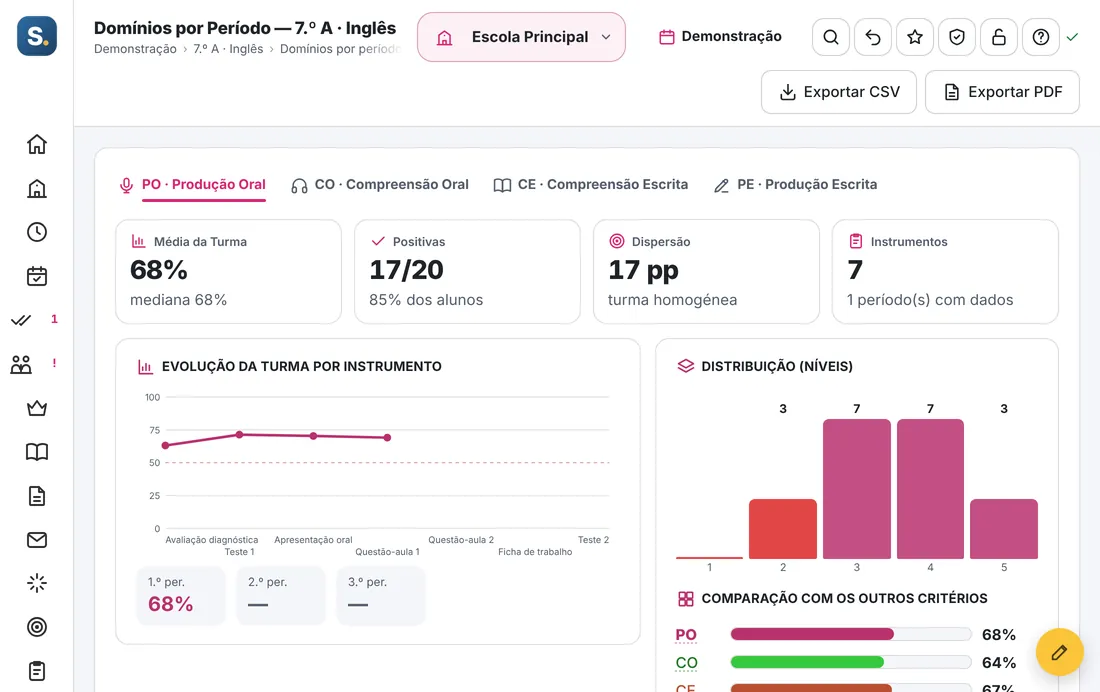 S.
Domínios por Período — 7.º A · Inglês
Demonstração › 7.º A · Inglês › Domínios por período
Escola Principal
Demonstração
Exportar CSV
Exportar PDF
1
!
PO · Produção Oral
CO · Compreensão Oral
CE · Compreensão Escrita
PE · Produção Escrita
Média da Turma
68%
mediana 68%
Positivas
17/20
85% dos alunos
Dispersão
17 pp
turma homogénea
Instrumentos
7
1 período(s) com dados
EVOLUÇÃO DA TURMA POR INSTRUMENTO
100
75
50
25
0
Avaliação diagnóstica
Teste 1
Apresentação oral
Questão-aula 1
Questão-aula 2
Ficha de trabalho
Teste 2
1.º per.
68%
2.º per.
—
3.º per.
—
DISTRIBUIÇÃO (NÍVEIS)
3
7
7
3
1
2
3
4
5
COMPARAÇÃO COM OS OUTROS CRITÉRIOS
PO
68%
CO
64%
CE
67%